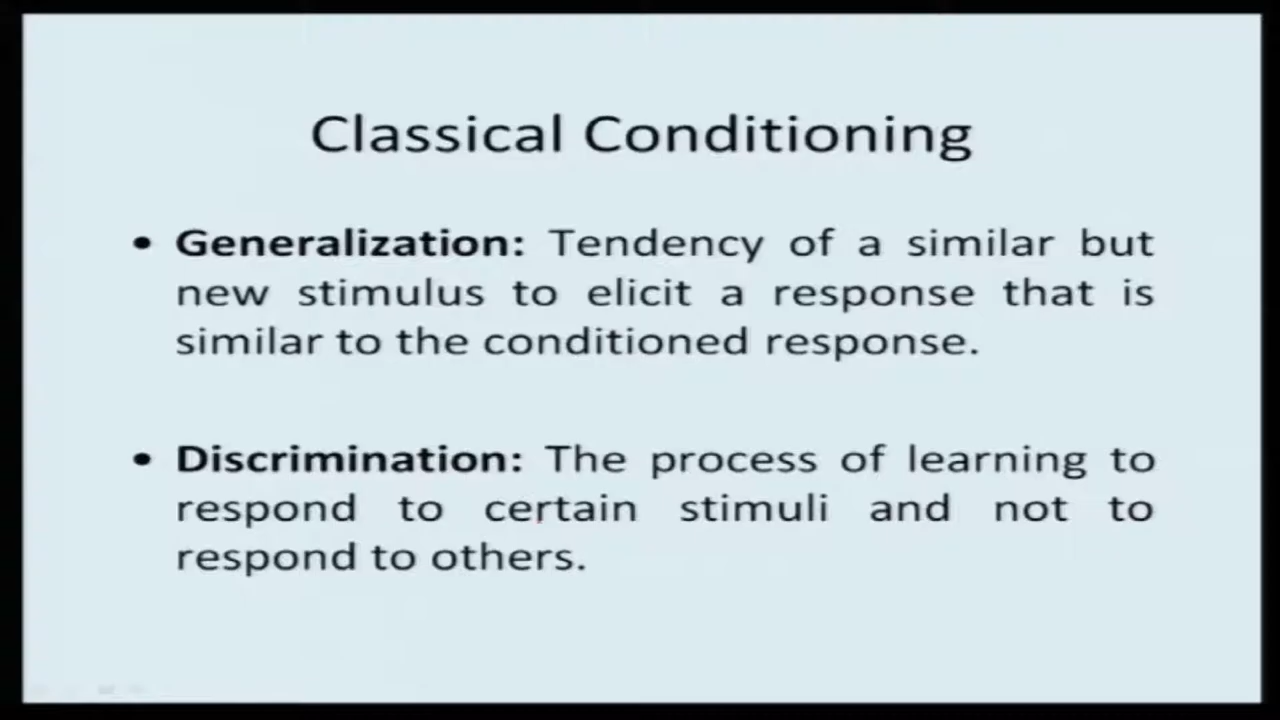 Classical Conditioning
• Generalization: Tendency of a similar but
new stimulus to elicit a response that is
similar to the conditioned response.
• Discrimination: The process of learning to
respond to certain stimuli and not to
respond to others.